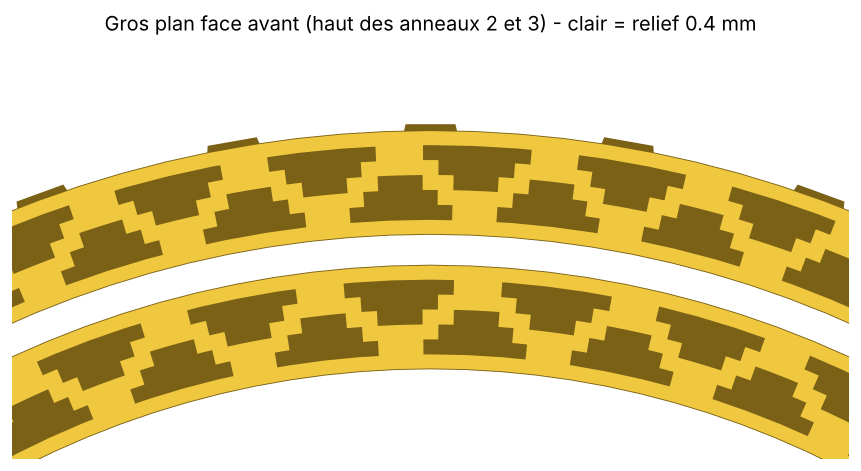 Gros plan face avant (haut des anneaux 2 et 3) - clair = relief 0.4 mm